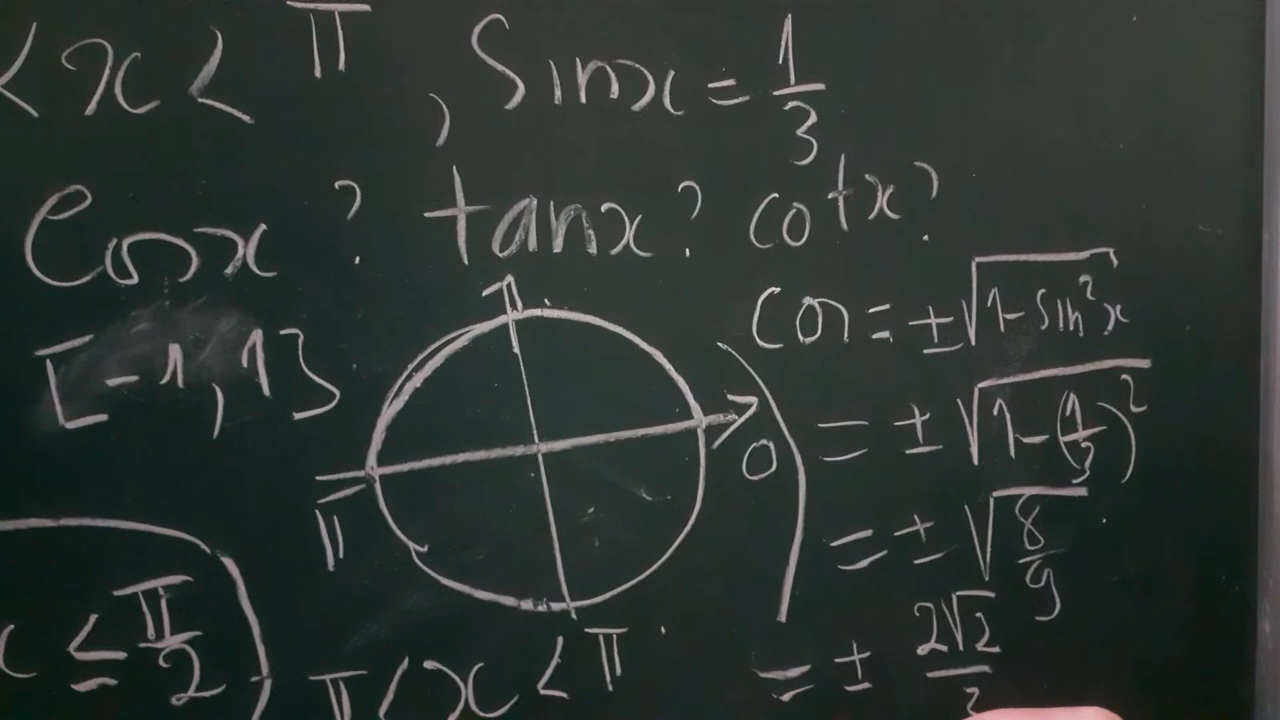 < x < π , Sinx = 1/3
Cosx ? tanx? cotx?
[-1, 1]
π
0
Cos = ±√1-sin²x
= ±√1-(1/3)²
= ±√8/9
= ± 2√2/3
x ≤ π/2
π < x < π